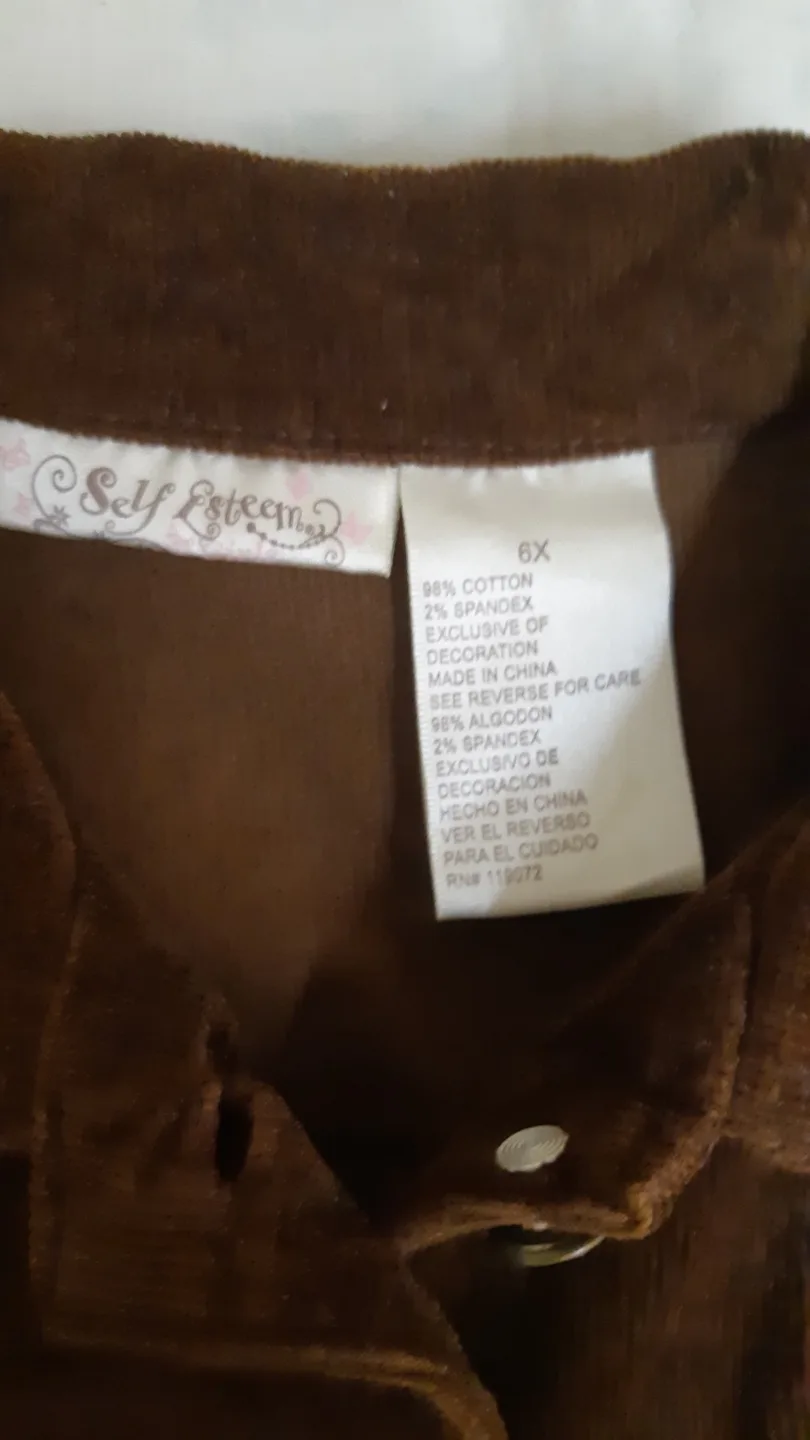 Self Esteem
6X
98% COTTON
2% SPANDEX
EXCLUSIVE OF
DECORATION
MADE IN CHINA
SEE REVERSE FOR CARE
98% ALGODON
2% SPANDEX
EXCLUSIVO DE
DECORACION
HECHO EN CHINA
VER EL REVERSO
PARA EL CUIDADO
RN# 119072